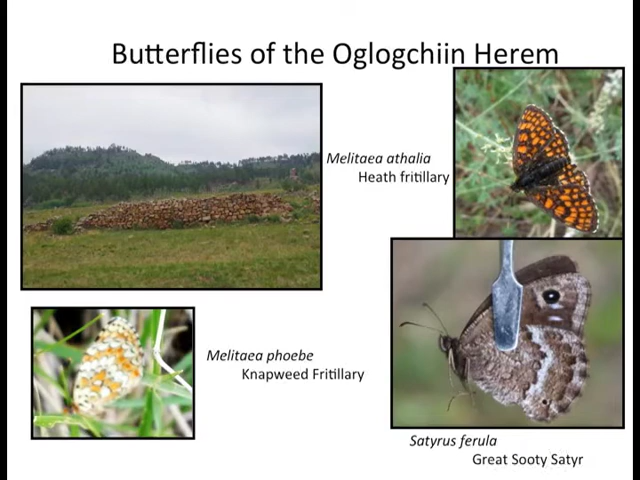 Butterflies of the Oglogchiin Herem
Melitaea athalia
Heath fritillary
Melitaea phoebe
Knapweed Fritillary
Satyrus ferula
Great Sooty Satyr